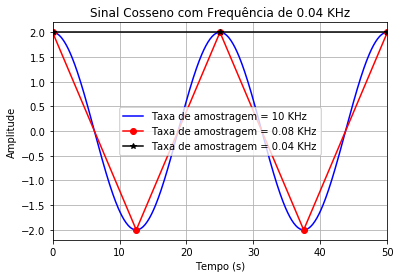 Sinal Cosseno com Frequência de 0.04 KHz
Amplitude
2.0
1.5
1.0
0.5
0.0
−0.5
−1.0
−1.5
−2.0
Taxa de amostragem = 10 KHz
Taxa de amostragem = 0.08 KHz
Taxa de amostragem = 0.04 KHz
0 10 20 30 40 50
Tempo (s)